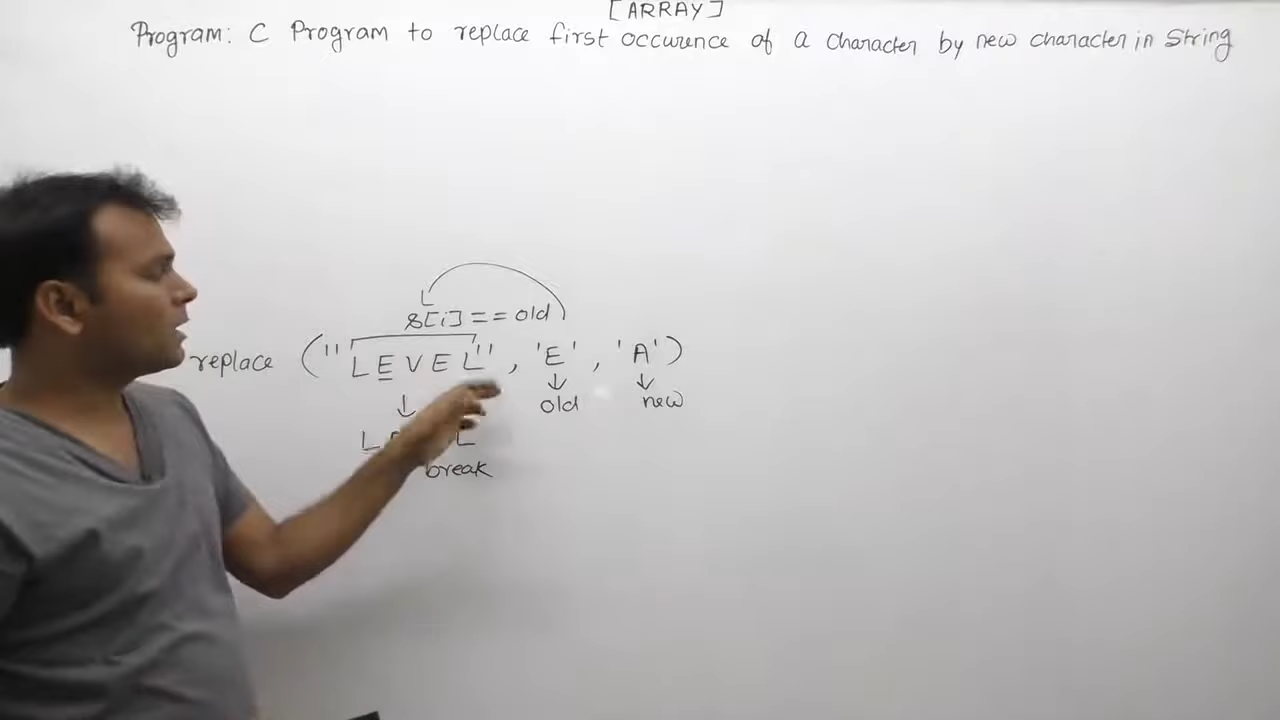 [ARRAY]
Program: C Program to replace first occurence of a character by new character in String
s[i] == old
replace ("LEVEL", 'E', 'A')
old new
L L
break